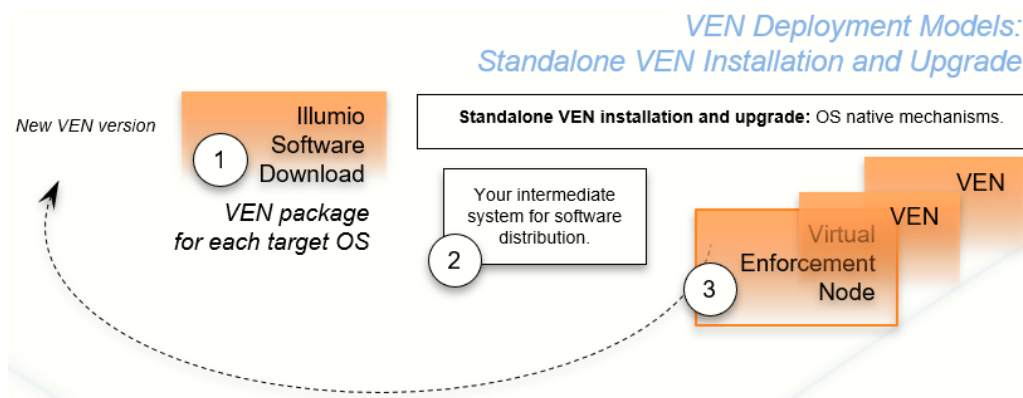 VEN Deployment Models:
Standalone VEN Installation and Upgrade
New VEN version
Illumio
Software
Download
1
VEN package
for each target OS
Standalone VEN installation and upgrade: OS native mechanisms.
Your intermediate
system for software
distribution.
2
VEN
VEN
Virtual
Enforcement
Node
3